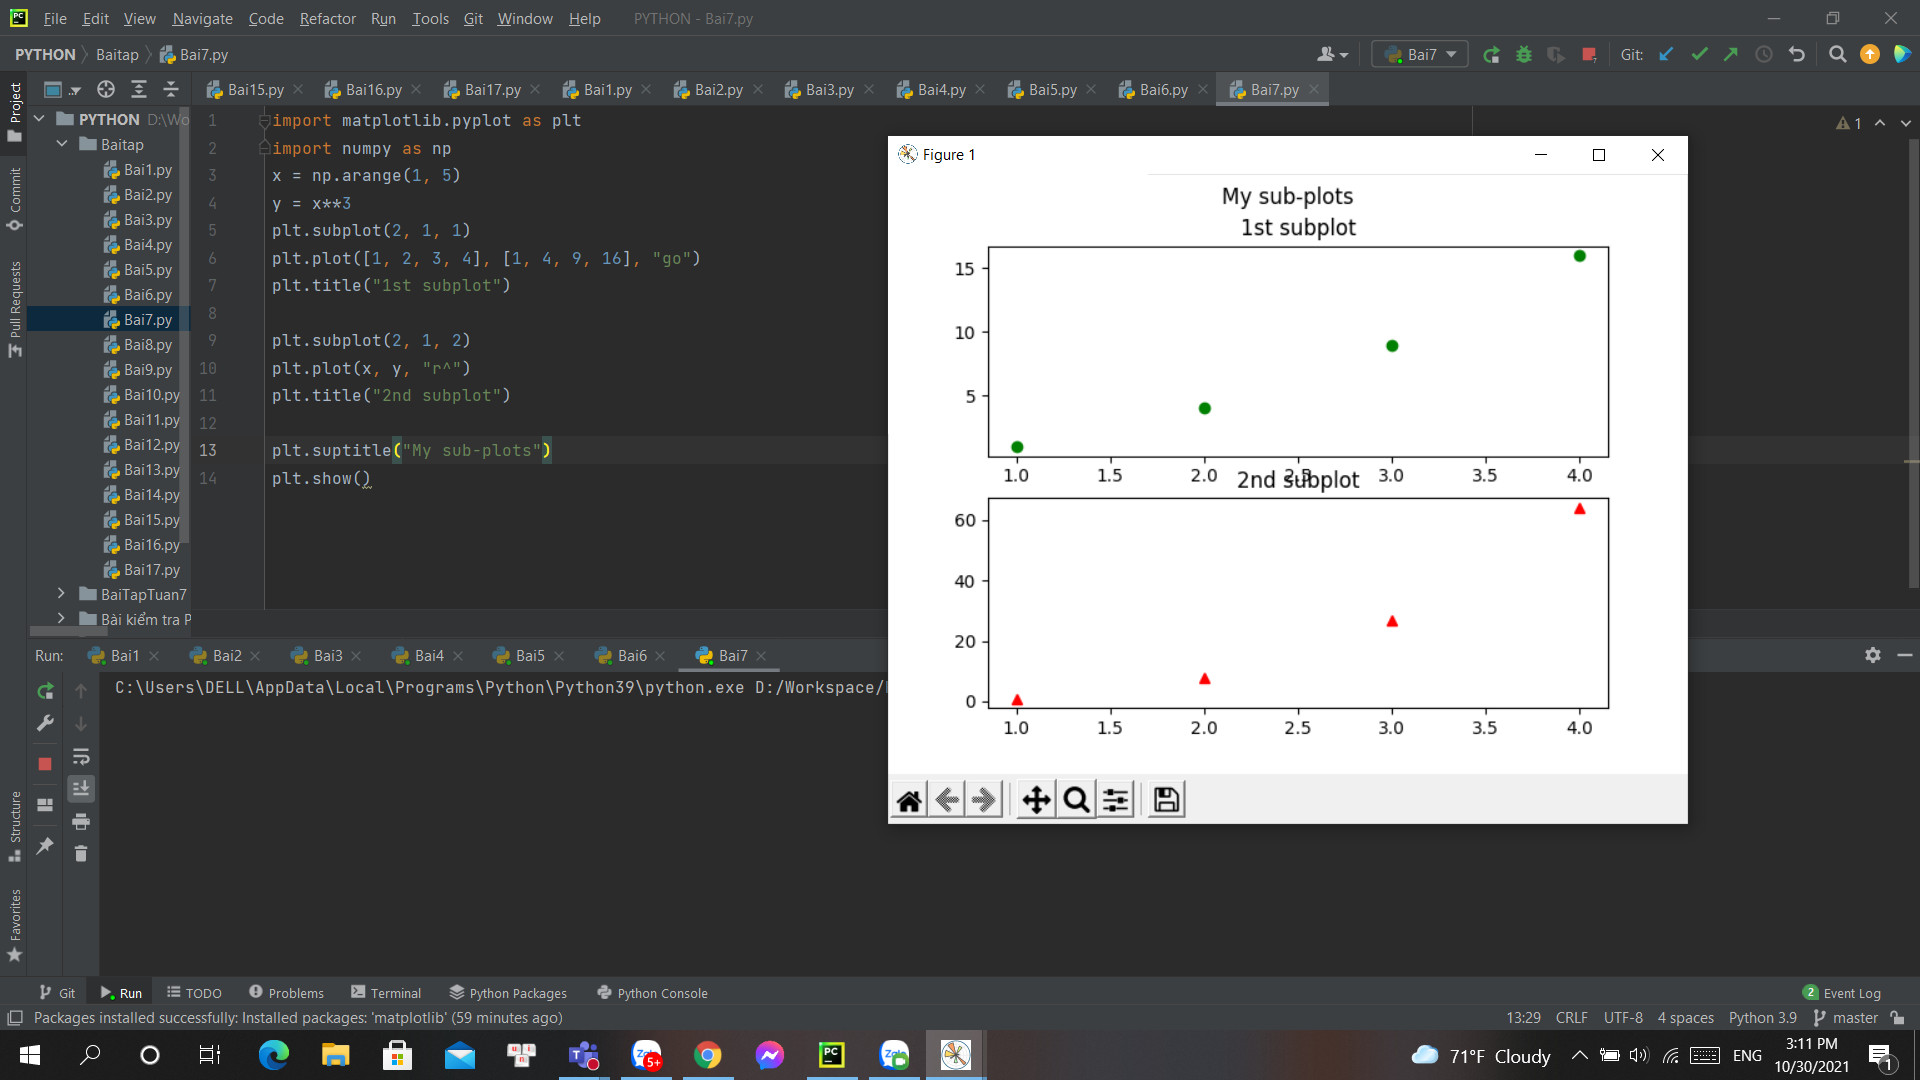 File Edit View Navigate Code Refactor Run Tools Git Window Help PYTHON - Bai7.py
PYTHON Baitap Bai7.py
Bai7
Git:
Bai15.py Bai16.py Bai17.py Bai1.py Bai2.py Bai3.py Bai4.py Bai5.py Bai6.py Bai7.py
Project
Commit
Pull Requests
Structure
Favorites
PYTHON D:\Wo
Baitap
Bai1.py
Bai2.py
Bai3.py
Bai4.py
Bai5.py
Bai6.py
Bai7.py
Bai8.py
Bai9.py
Bai10.py
Bai11.py
Bai12.py
Bai13.py
Bai14.py
Bai15.py
Bai16.py
Bai17.py
BaiTapTuan7
Bài kiểm tra P
1 import matplotlib.pyplot as plt
2 import numpy as np
3 x = np.arange(1, 5)
4 y = x**3
5 plt.subplot(2, 1, 1)
6 plt.plot([1, 2, 3, 4], [1, 4, 9, 16], "go")
7 plt.title("1st subplot")
8
9 plt.subplot(2, 1, 2)
10 plt.plot(x, y, "r^")
11 plt.title("2nd subplot")
12
13 plt.suptitle("My sub-plots")
14 plt.show()
1
Figure 1
My sub-plots
1st subplot
15
10
5
1.0 1.5 2.0 2.5 3.0 3.5 4.0
2nd subplot
60
40
20
0
1.0 1.5 2.0 2.5 3.0 3.5 4.0
Run: Bai1 Bai2 Bai3 Bai4 Bai5 Bai6 Bai7
C:\Users\DELL\AppData\Local\Programs\Python\Python39\python.exe D:/Workspace/
Git Run TODO Problems Terminal Python Packages Python Console 2 Event Log
Packages installed successfully: Installed packages: 'matplotlib' (59 minutes ago) 13:29 CRLF UTF-8 4 spaces Python 3.9 master
PC
5+
71°F Cloudy
ENG
3:11 PM
10/30/2021
1